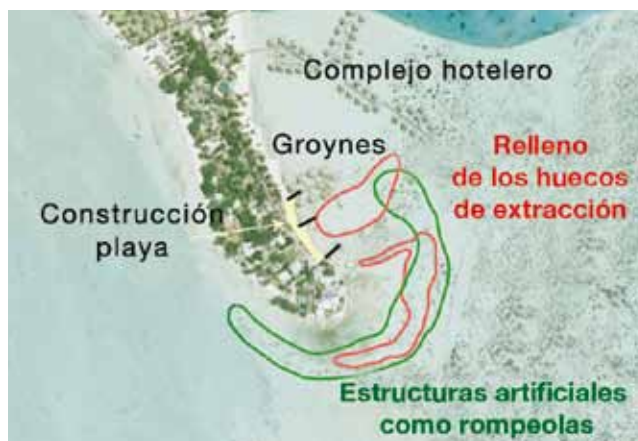 Complejo hotelero
Groynes
Relleno
de los huecos
de extracción
Construcción
playa
Estructuras artificiales
como rompeolas